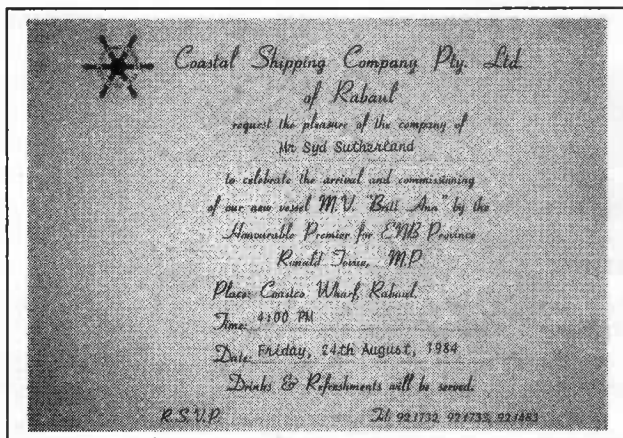 Coastal Shipping Company Pty. Ltd.
of Rabaul
request the pleasure of the company of
Mr Syd Sutherland
to celebrate the arrival and commissioning
of our new vessel M.V. "Britt Ann" by the
Honourable Premier for ENB Province
Ronald ToVue, M.P.
Place: Coastco Wharf, Rabaul.
Time: 4:00 PM
Date: Friday, 24th August, 1984
Drinks & Refreshments will be served.
R.S.V.P. Tel: 921732, 921733, 921483